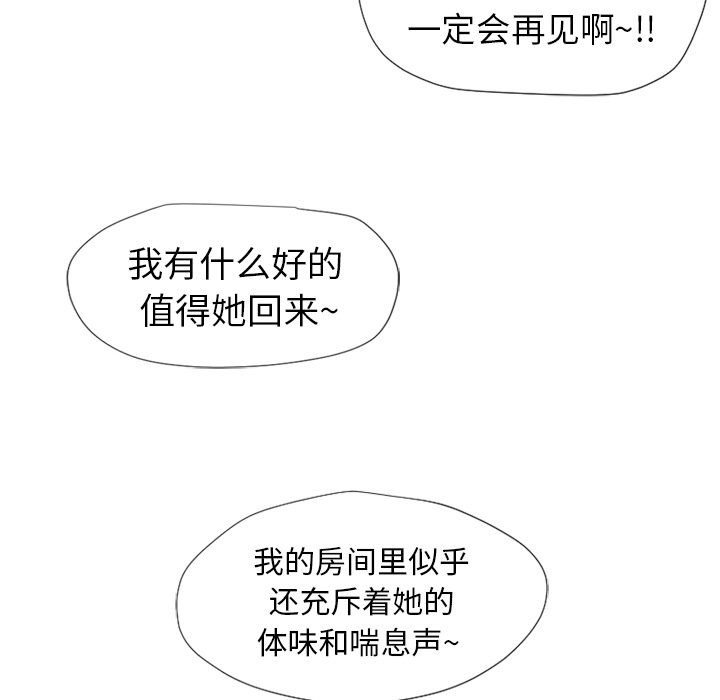 一定会再见啊~!!
我有什么好的
值得她回来~
我的房间里似乎
还充斥着她的
体味和喘息声~